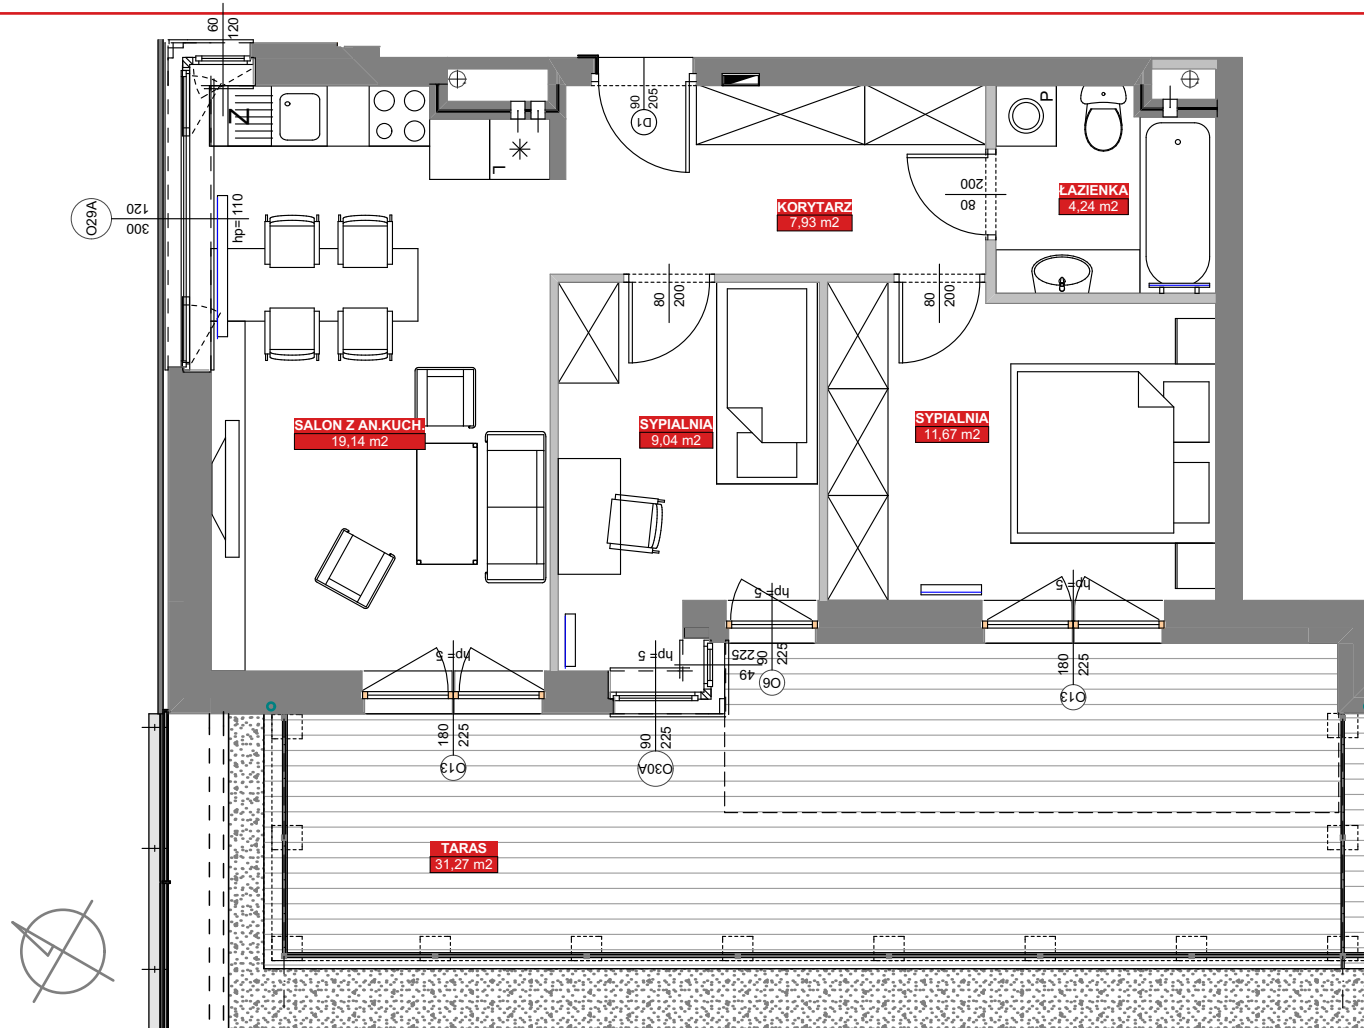 60
120
90
205
D1
Z
L
P
O29A
120
300
hp=110
200
80
ŁAZIENKA
4,24 m2
KORYTARZ
7,93 m2
80
200
80
200
SALON Z AN.KUCH.
19,14 m2
SYPIALNIA
9,04 m2
SYPIALNIA
11,67 m2
hp=5
hp=5
hp=5
hp=5
225
49
90
225
O6
180
225
O13
180
225
O13
90
225
O30A
TARAS
31,27 m2